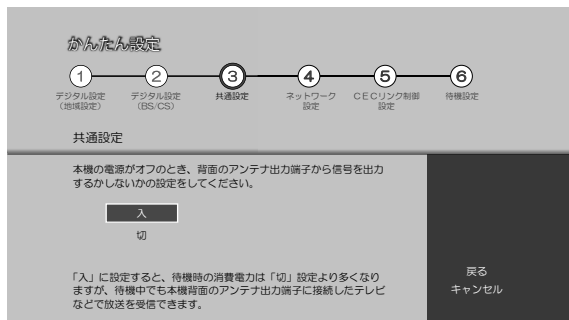 かんたん設定
1 2 3 4 5 6
デジタル設定 デジタル設定 共通設定 ネットワーク CECリンク制御 待機設定
(地域設定) (BS/CS) 設定 設定
共通設定
本機の電源がオフのとき、背面のアンテナ出力端子から信号を出力
するかしないかの設定をしてください。
入
切
「入」に設定すると、待機時の消費電力は「切」設定より多くなり
ますが、待機中でも本機背面のアンテナ出力端子に接続したテレビ
などで放送を受信できます。
戻る
キャンセル